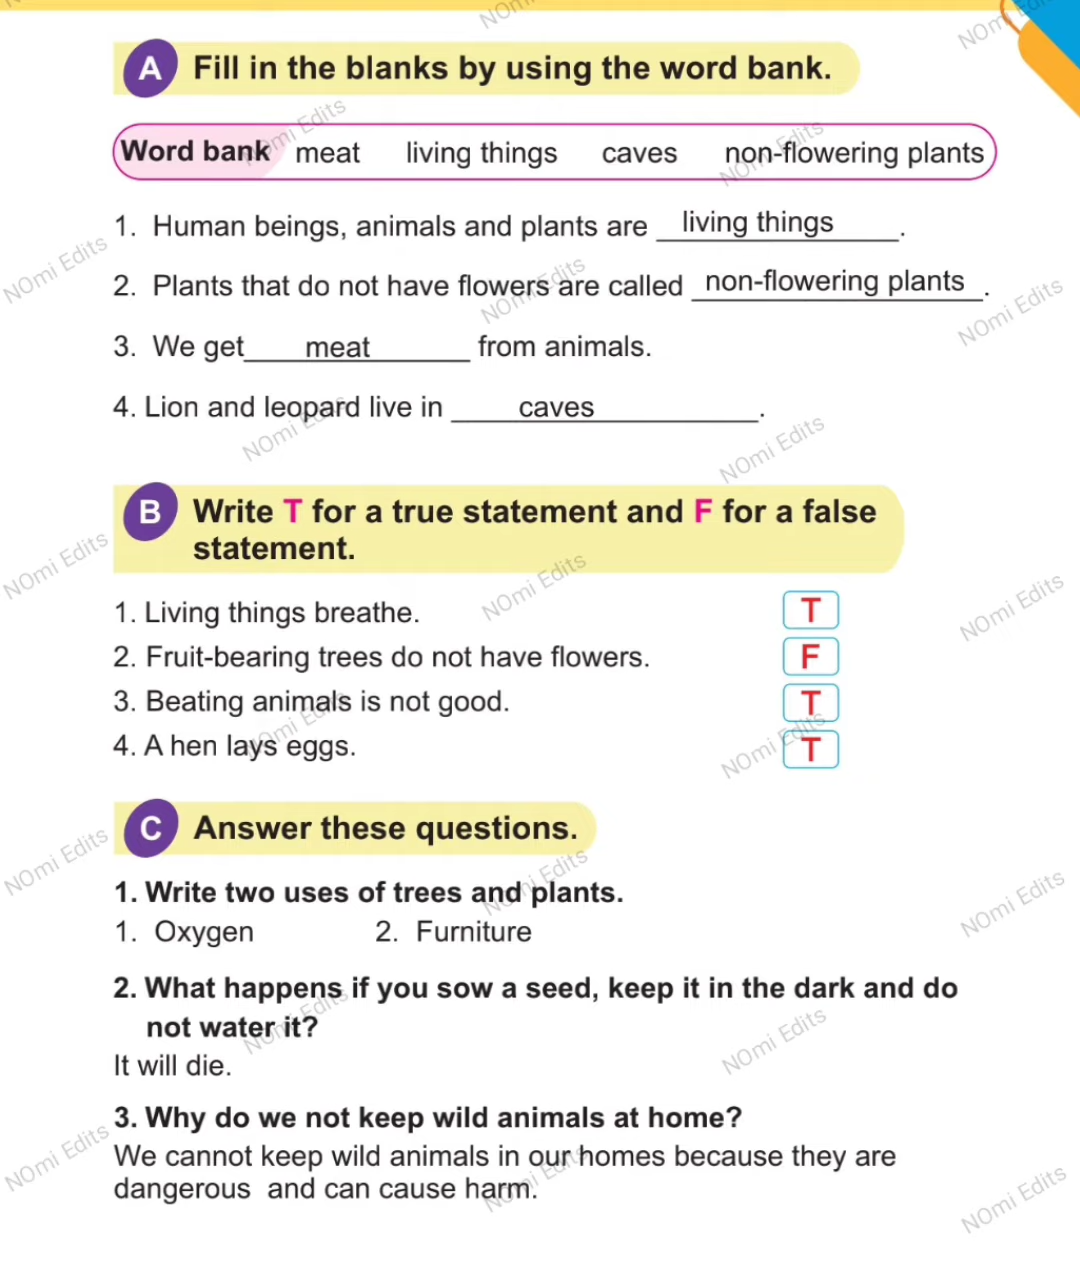 A Fill in the blanks by using the word bank.
Word bank meat living things caves non-flowering plants
1. Human beings, animals and plants are living things.
2. Plants that do not have flowers are called non-flowering plants.
3. We get meat from animals.
4. Lion and leopard live in caves.
B Write T for a true statement and F for a false
statement.
1. Living things breathe. T
2. Fruit-bearing trees do not have flowers. F
3. Beating animals is not good. T
4. A hen lays eggs. T
C Answer these questions.
1. Write two uses of trees and plants.
1. Oxygen 2. Furniture
2. What happens if you sow a seed, keep it in the dark and do
not water it?
It will die.
3. Why do we not keep wild animals at home?
We cannot keep wild animals in our homes because they are
dangerous and can cause harm.
NOmi Edits